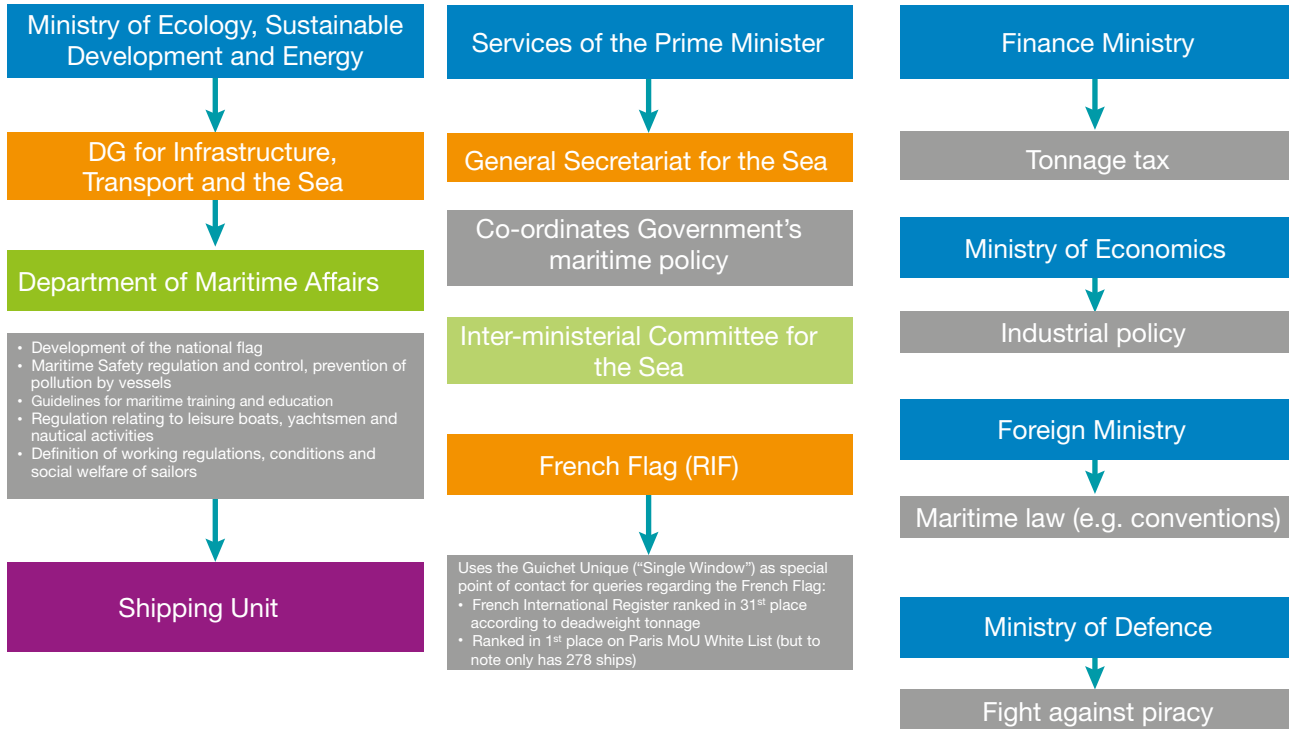 Ministry of Ecology, Sustainable
Development and Energy
DG for Infrastructure,
Transport and the Sea
Department of Maritime Affairs
• Development of the national flag
• Maritime Safety regulation and control, prevention of
pollution by vessels
• Guidelines for maritime training and education
• Regulation relating to leisure boats, yachtsmen and
nautical activities
• Definition of working regulations, conditions and
social welfare of sailors
Shipping Unit
Services of the Prime Minister
General Secretariat for the Sea
Co-ordinates Government’s
maritime policy
Inter-ministerial Committee for
the Sea
French Flag (RIF)
Uses the Guichet Unique (“Single Window”) as special
point of contact for queries regarding the French Flag:
• French International Register ranked in 31st place
according to deadweight tonnage
• Ranked in 1st place on Paris MoU White List (but to
note only has 278 ships)
Finance Ministry
Tonnage tax
Ministry of Economics
Industrial policy
Foreign Ministry
Maritime law (e.g. conventions)
Ministry of Defence
Fight against piracy